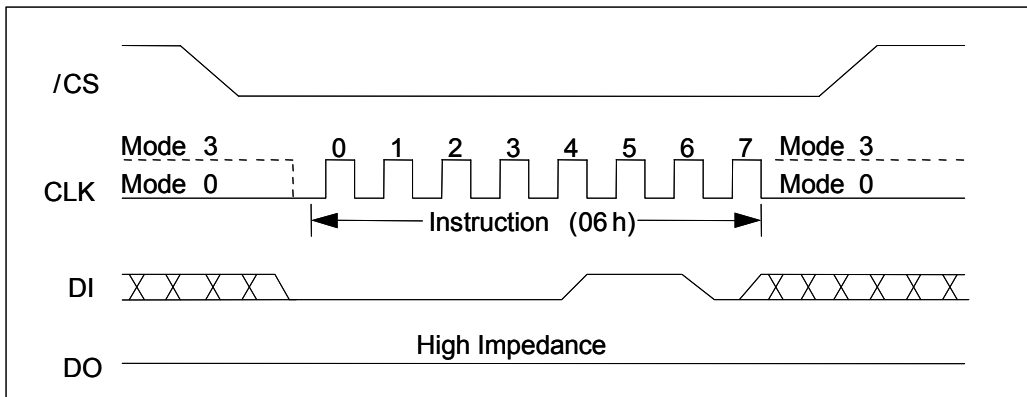 /CS
Mode 3 0 1 2 3 4 5 6 7 Mode 3
CLK Mode 0 Mode 0
Instruction (06h)
DI
High Impedance
DO